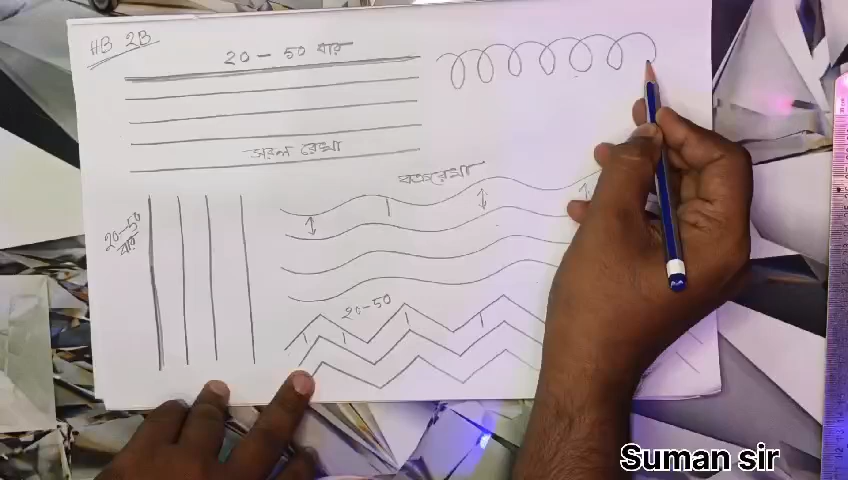 HB 2B
20 - 50 বার
সরল রেখা
বক্ররেখা
20-50
বার
20-50
Suman sir